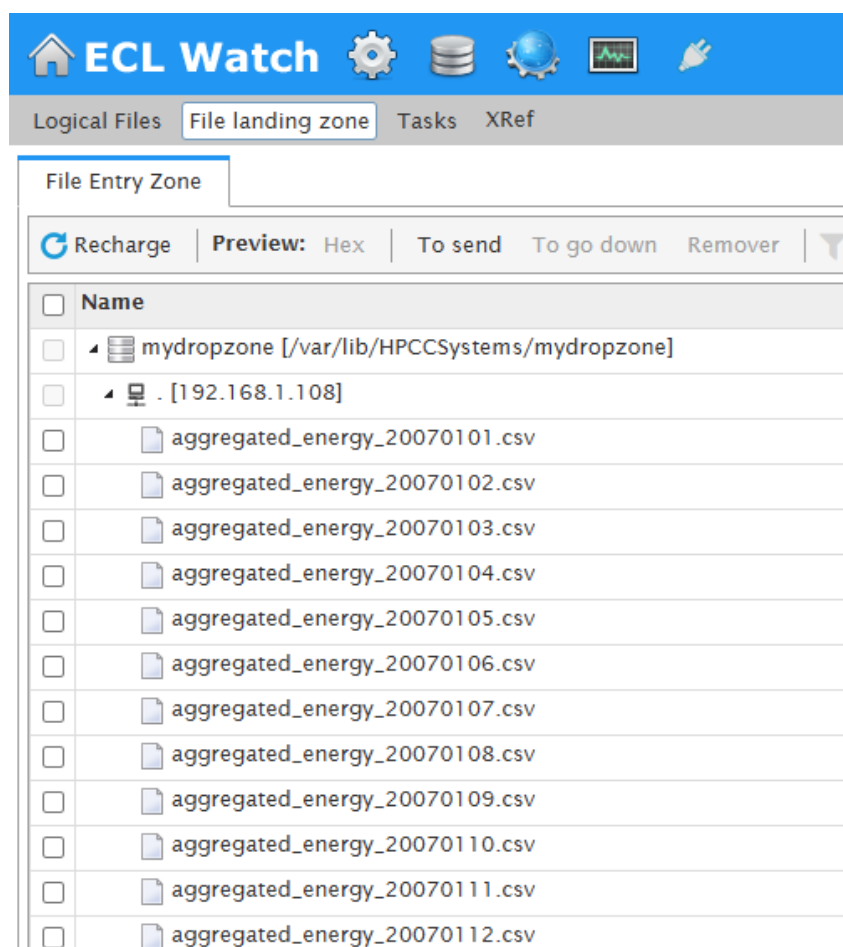 ECL Watch
Logical Files File landing zone Tasks XRef
File Entry Zone
Recharge Preview: Hex To send To go down Remover
Name
mydropzone [/var/lib/HPCCSystems/mydropzone]
. [192.168.1.108]
aggregated_energy_20070101.csv
aggregated_energy_20070102.csv
aggregated_energy_20070103.csv
aggregated_energy_20070104.csv
aggregated_energy_20070105.csv
aggregated_energy_20070106.csv
aggregated_energy_20070107.csv
aggregated_energy_20070108.csv
aggregated_energy_20070109.csv
aggregated_energy_20070110.csv
aggregated_energy_20070111.csv
aggregated_energy_20070112.csv